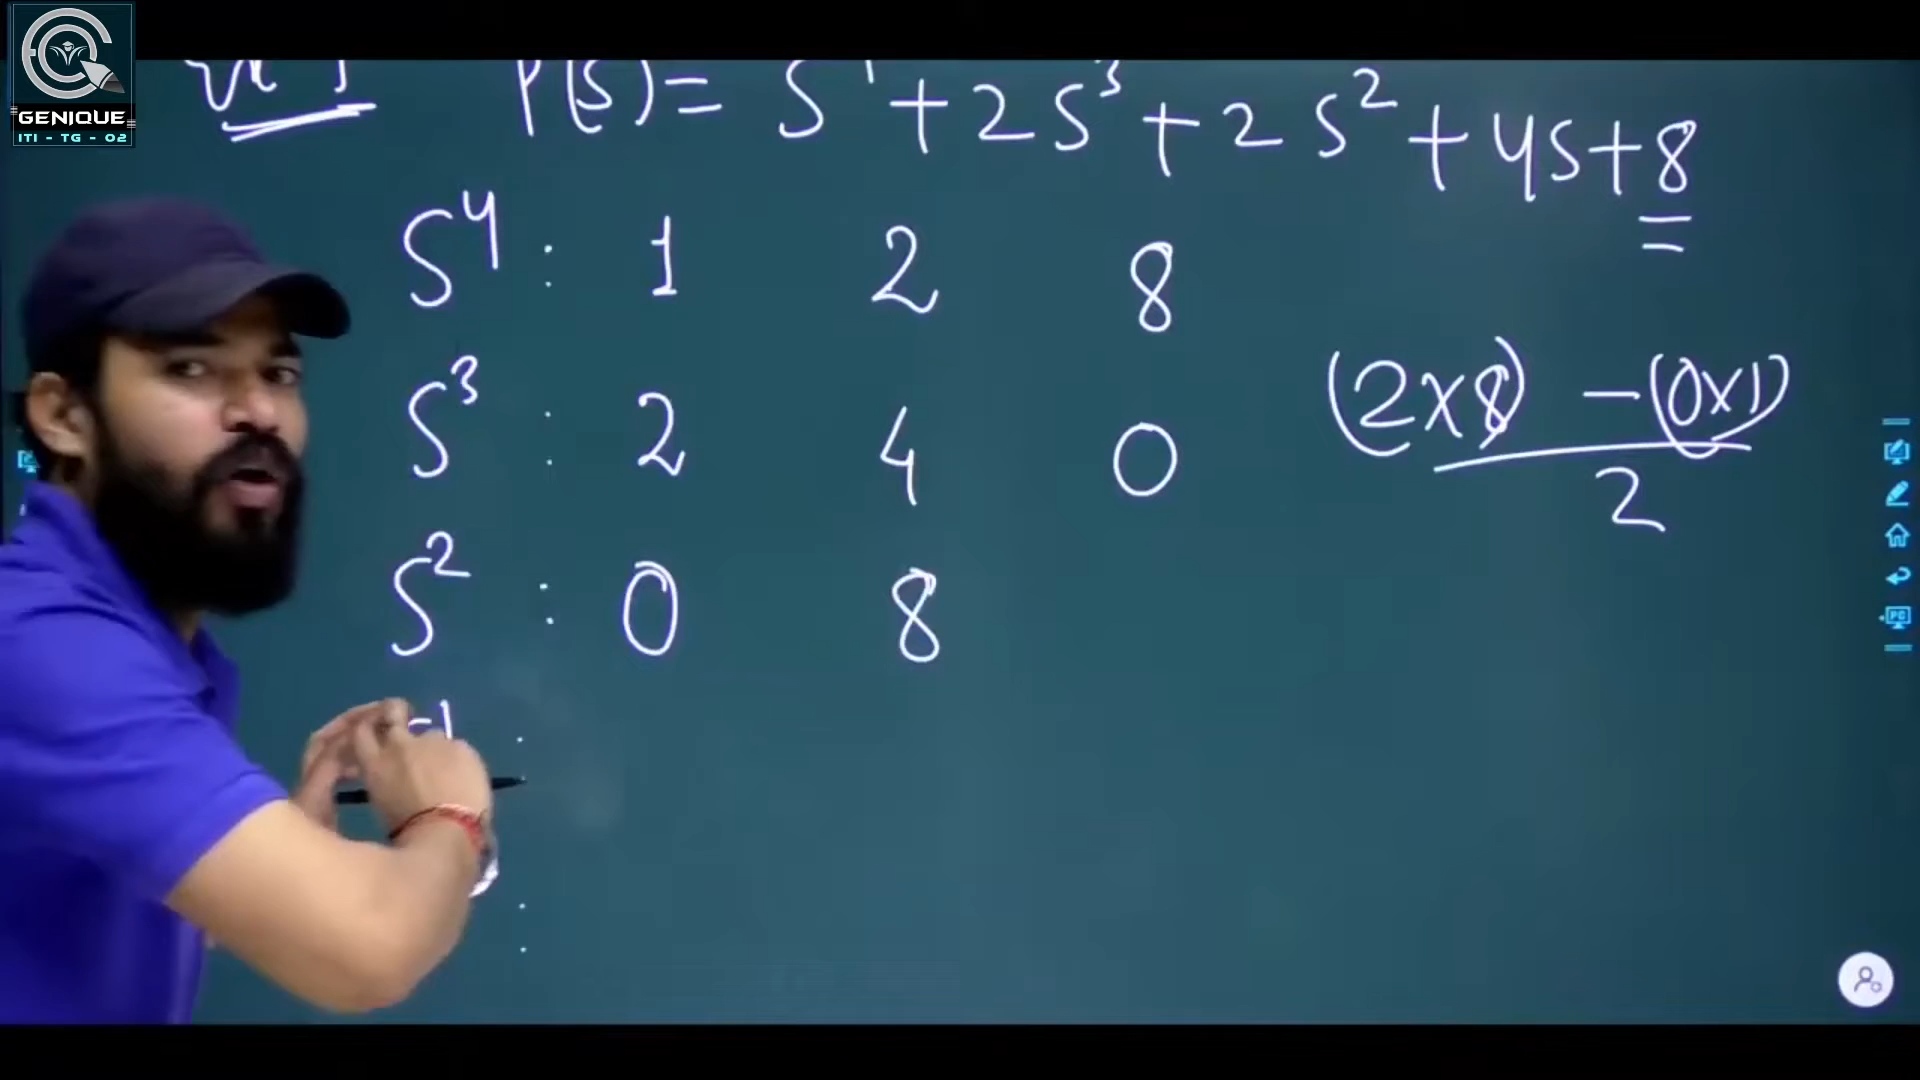 GENIQUE
ITI - TG - 02
P(S) = S⁴ + 2S³ + 2S² + 4S + 8
S⁴ : 1 2 8
S³ : 2 4 0
(2×8) - (0×1)
2
S² : 0 8
:
:
PC